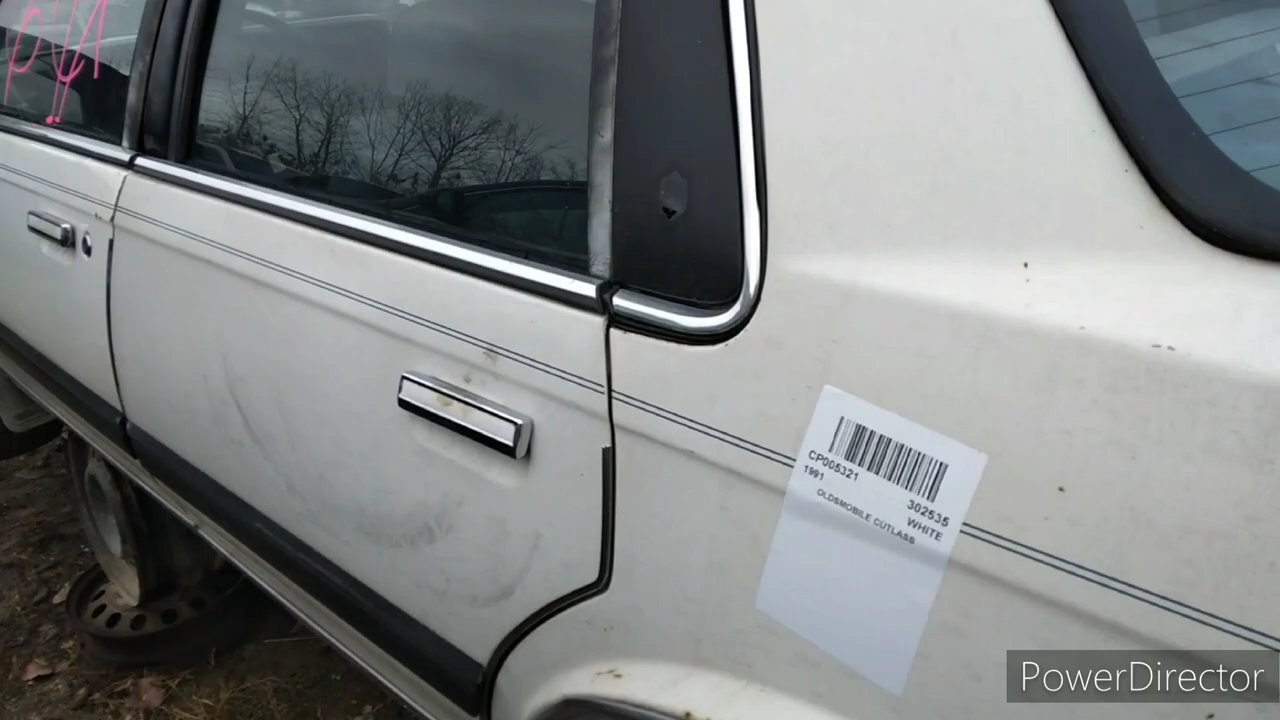 CP005321
1991
302535
WHITE
OLDSMOBILE CUTLASS
PowerDirector